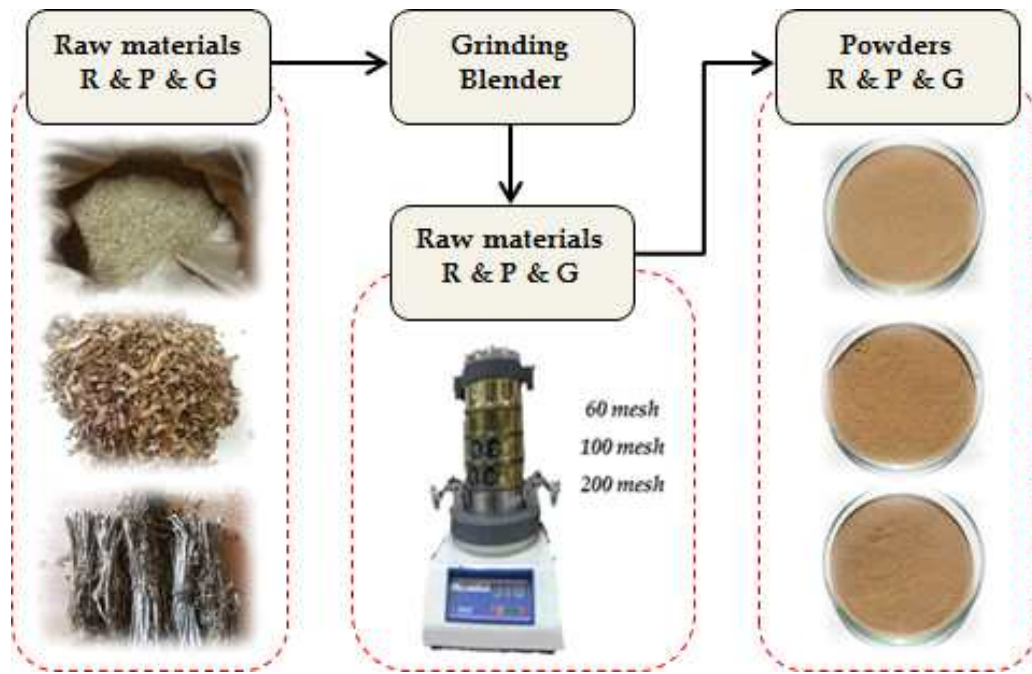 Raw materials
R & P & G
Grinding
Blender
Powders
R & P & G
Raw materials
R & P & G
60 mesh
100 mesh
200 mesh